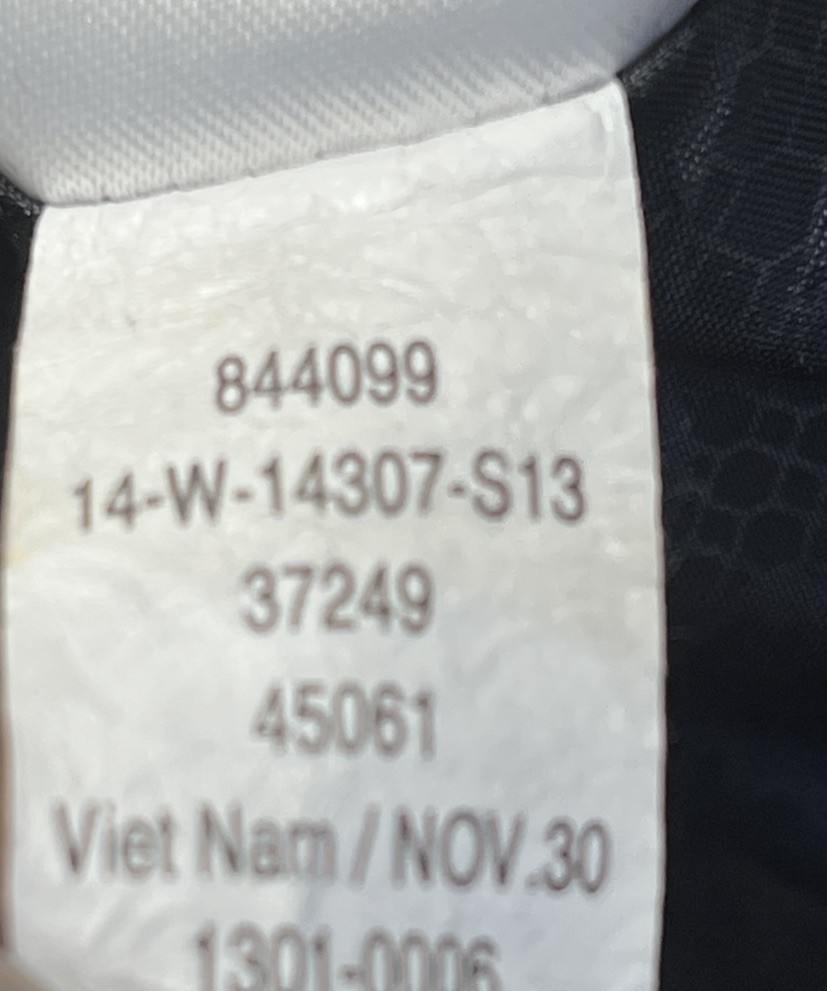 844099
14-W-14307-S13
37249
45061
Viet Nam / NOV.30
1301-0006